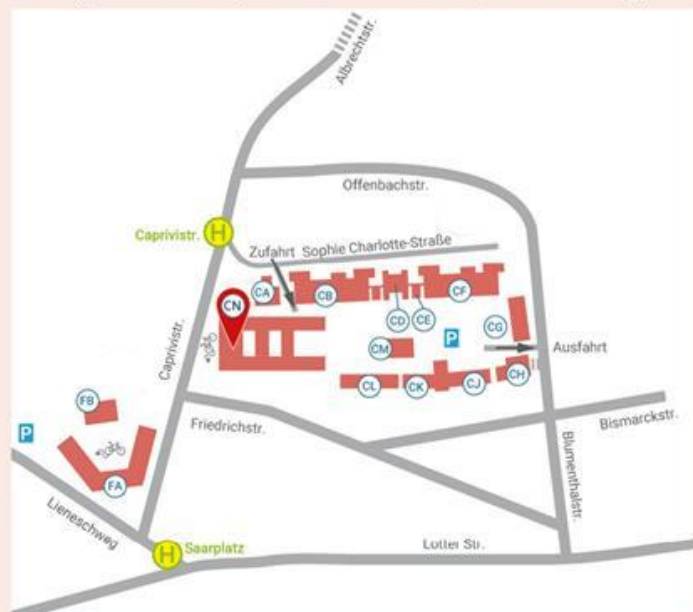 Albrechtstr.
Offenbachstr.
Caprivistr.
H
Zufahrt
Sophie Charlotte-Straße
CN
CA
CB
CD
CE
CF
CG
CM
P
Ausfahrt
CL
CK
CJ
CH
Caprivistr.
FB
P
FA
Friedrichstr.
Bismarckstr.
Blumenthalstr.
Lieneschweg
H
Saarplatz
Lotter Str.